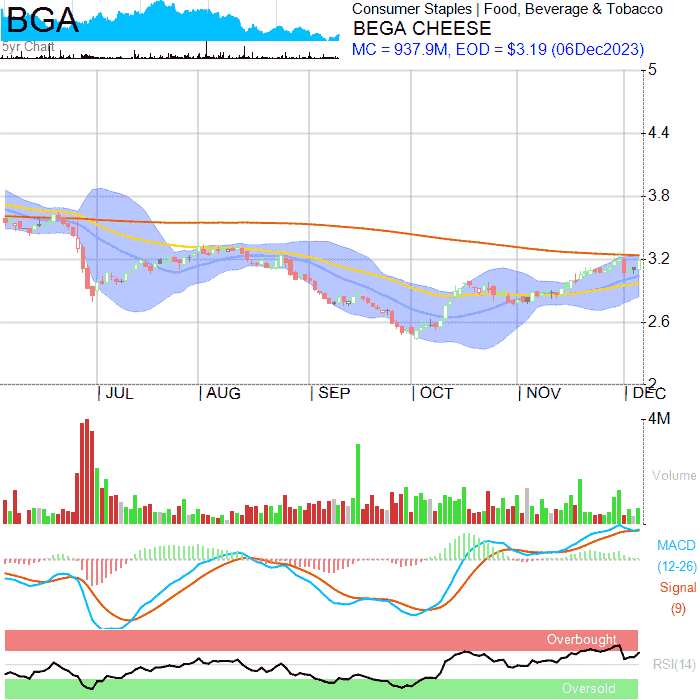 BGA
5yr Chart
Consumer Staples | Food, Beverage & Tobacco
BEGA CHEESE
MC = 937.9M, EOD = $3.19 (06Dec2023)
5
4.4
3.8
3.2
2.6
2
JUL
AUG
SEP
OCT
NOV
DEC
4M
Volume
MACD
(12-26)
Signal
(9)
Overbought
RSI(14)
Oversold